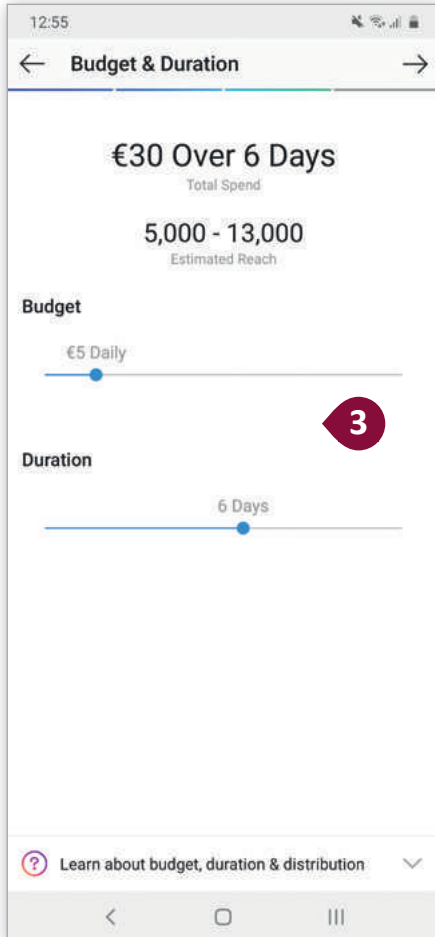 12:55
Budget & Duration
€30 Over 6 Days
Total Spend
5,000 - 13,000
Estimated Reach
Budget
€5 Daily
3
Duration
6 Days
? Learn about budget, duration & distribution